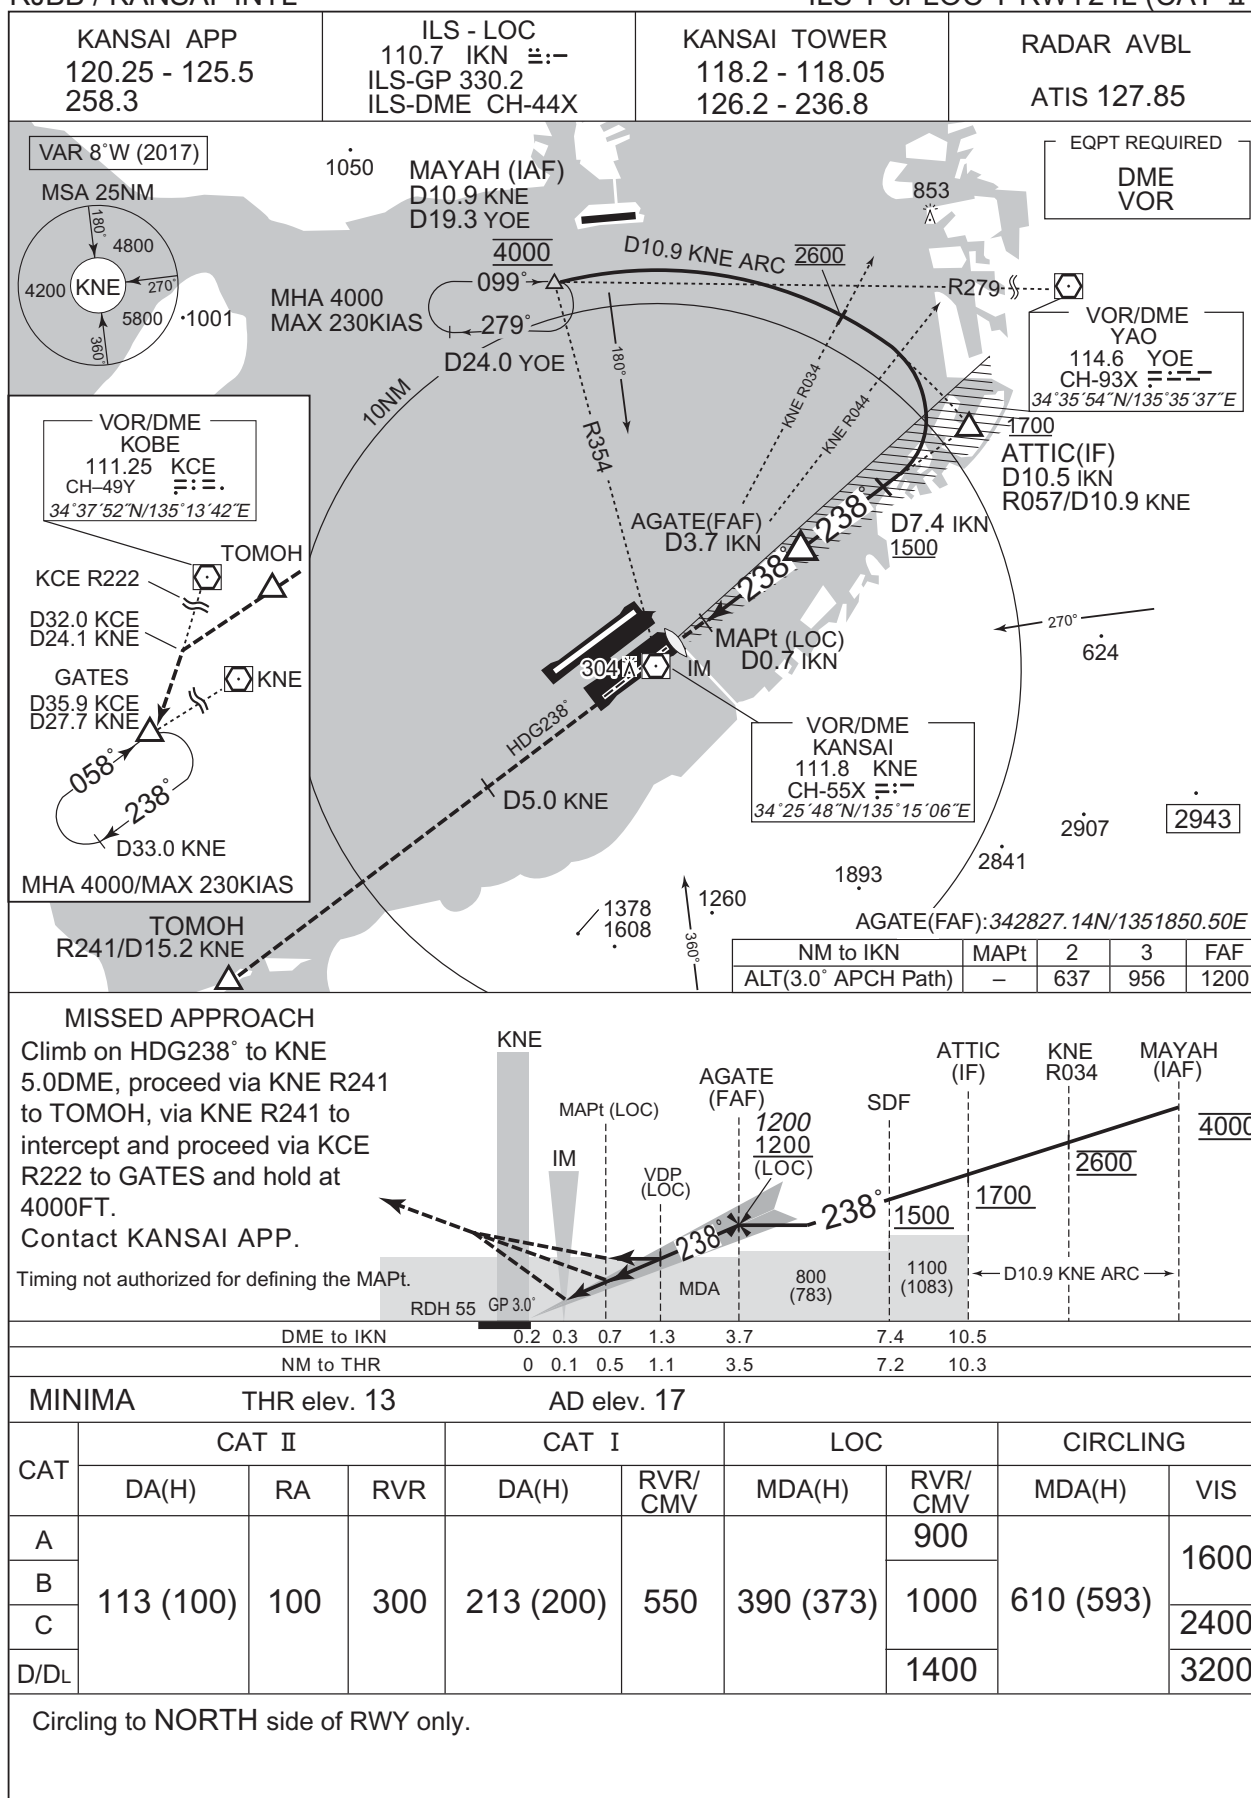 RJBB / KANSAI INTL
ILS Y or LOC Y RWY24L (CAT II
KANSAI APP
120.25 - 125.5
258.3
ILS - LOC
110.7 IKN
ILS-GP 330.2
ILS-DME CH-44X
KANSAI TOWER
118.2 - 118.05
126.2 - 236.8
RADAR AVBL
ATIS 127.85
VAR 8°W (2017)
MSA 25NM
180°
4800
4200
KNE
270°
5800
360°
1050
1001
853
EQPT REQUIRED
DME
VOR
MAYAH (IAF)
D10.9 KNE
D19.3 YOE
4000
099°
279°
D24.0 YOE
MHA 4000
MAX 230KIAS
D10.9 KNE ARC
2600
R279
VOR/DME
YAO
114.6 YOE
CH-93X
34°35´54˝N/135°35´37˝E
10NM
180°
R354
KNE R034
KNE R044
1700
ATTIC(IF)
D10.5 IKN
R057/D10.9 KNE
VOR/DME
KOBE
111.25 KCE
CH–49Y
34°37´52˝N/135°13´42˝E
TOMOH
KCE R222
D32.0 KCE
D24.1 KNE
GATES
D35.9 KCE
D27.7 KNE
KNE
058°
238°
D33.0 KNE
MHA 4000/MAX 230KIAS
AGATE(FAF)
D3.7 IKN
238°
D7.4 IKN
1500
238°
MAPt (LOC)
D0.7 IKN
304
IM
270°
624
HDG238°
D5.0 KNE
VOR/DME
KANSAI
111.8 KNE
CH-55X
34°25´48˝N/135°15´06˝E
2943
2907
2841
1893
1260
1378
1608
360°
TOMOH
R241/D15.2 KNE
AGATE(FAF):342827.14N/1351850.50E
NM to IKN MAPt 2 3 FAF
ALT(3.0° APCH Path) – 637 956 1200
MISSED APPROACH
Climb on HDG238° to KNE
5.0DME, proceed via KNE R241
to TOMOH, via KNE R241 to
intercept and proceed via KCE
R222 to GATES and hold at
4000FT.
Contact KANSAI APP.
Timing not authorized for defining the MAPt.
KNE
IM
MAPt (LOC)
VDP
(LOC)
AGATE
(FAF)
1200
1200
(LOC)
SDF
ATTIC
(IF)
KNE
R034
MAYAH
(IAF)
4000
2600
1700
1500
238°
238°
RDH 55
GP 3.0°
MDA
800
(783)
1100
(1083)
D10.9 KNE ARC
DME to IKN 0.2 0.3 0.7 1.3 3.7 7.4 10.5
NM to THR 0 0.1 0.5 1.1 3.5 7.2 10.3
MINIMA THR elev. 13 AD elev. 17
CAT CAT II CAT I LOC CIRCLING
DA(H) RA RVR DA(H) RVR/CMV MDA(H) RVR/CMV MDA(H) VIS
A
B
C
D/DL
113 (100) 100 300 213 (200) 550 390 (373)
900
1000
1400
610 (593)
1600
2400
3200
Circling to NORTH side of RWY only.